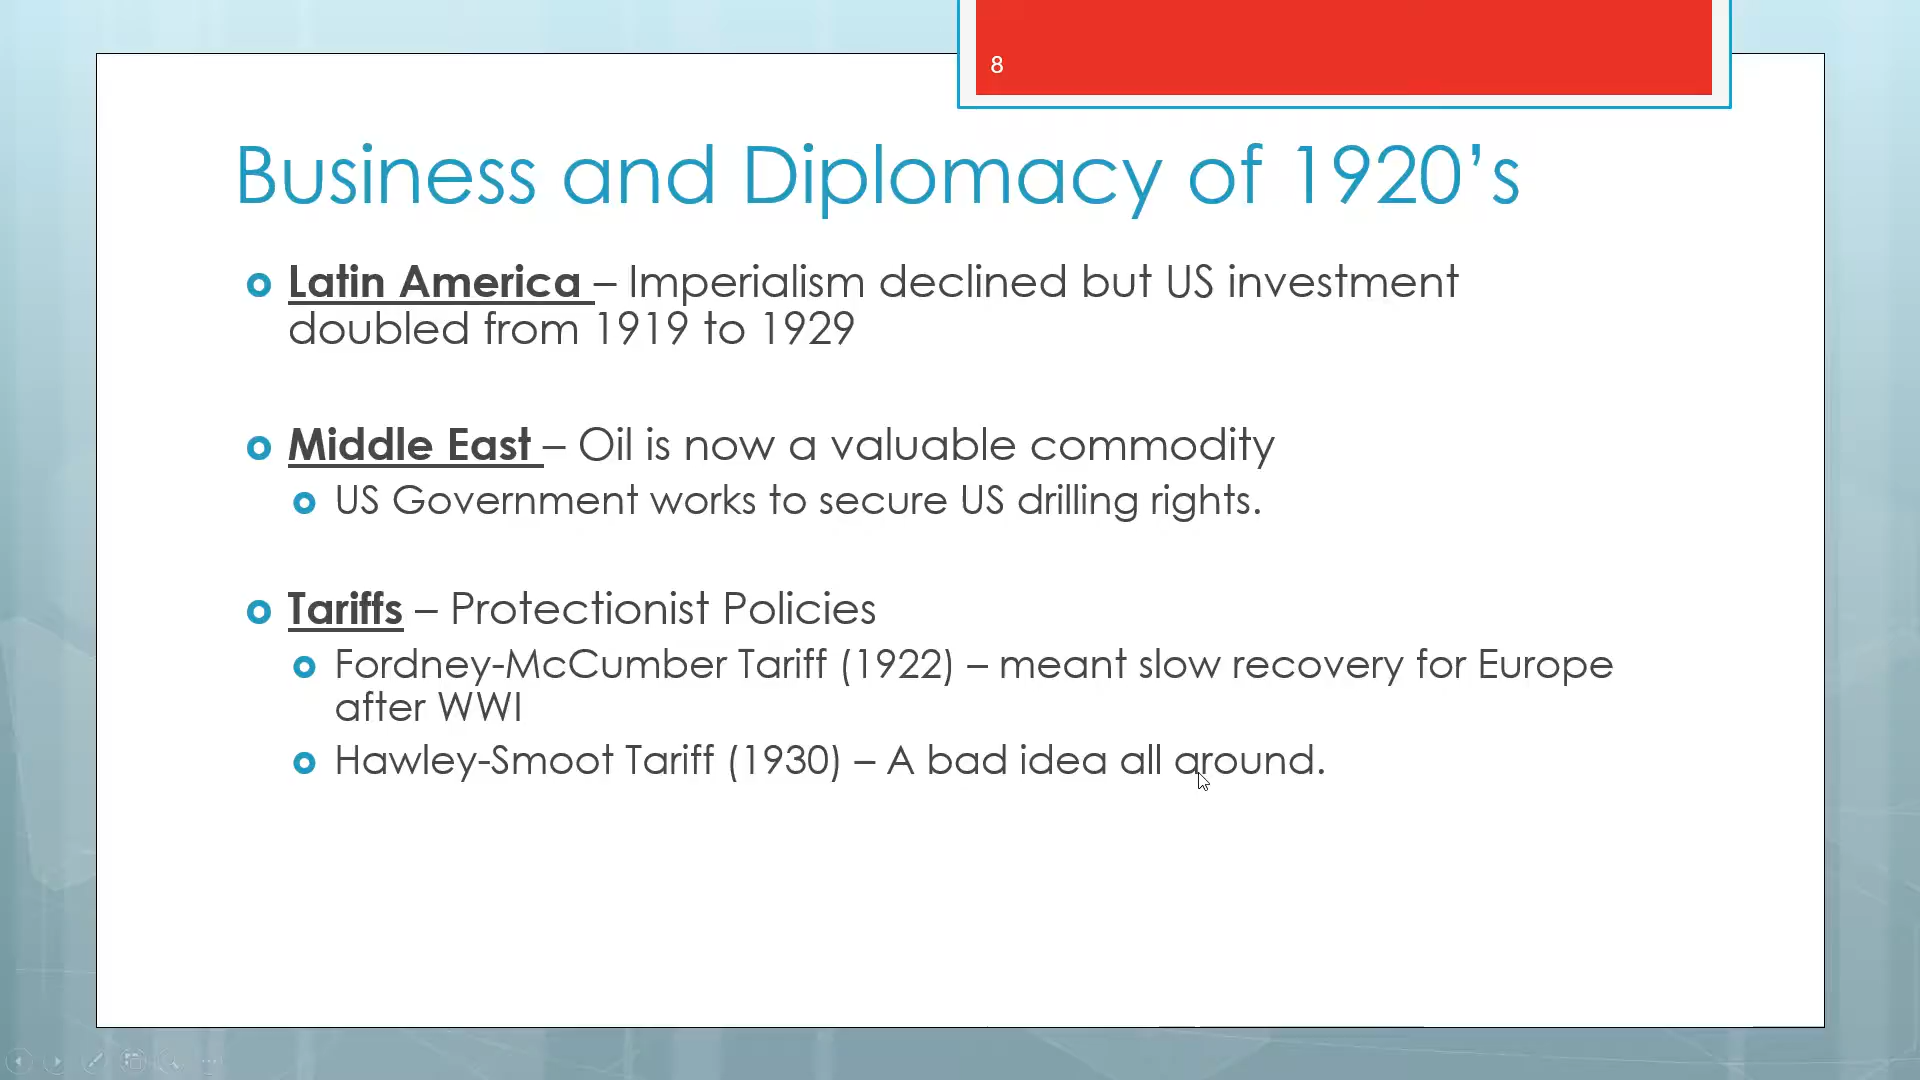 8
Business and Diplomacy of 1920’s
Latin America – Imperialism declined but US investment
doubled from 1919 to 1929
Middle East – Oil is now a valuable commodity
US Government works to secure US drilling rights.
Tariffs – Protectionist Policies
Fordney-McCumber Tariff (1922) – meant slow recovery for Europe
after WWI
Hawley-Smoot Tariff (1930) – A bad idea all around.